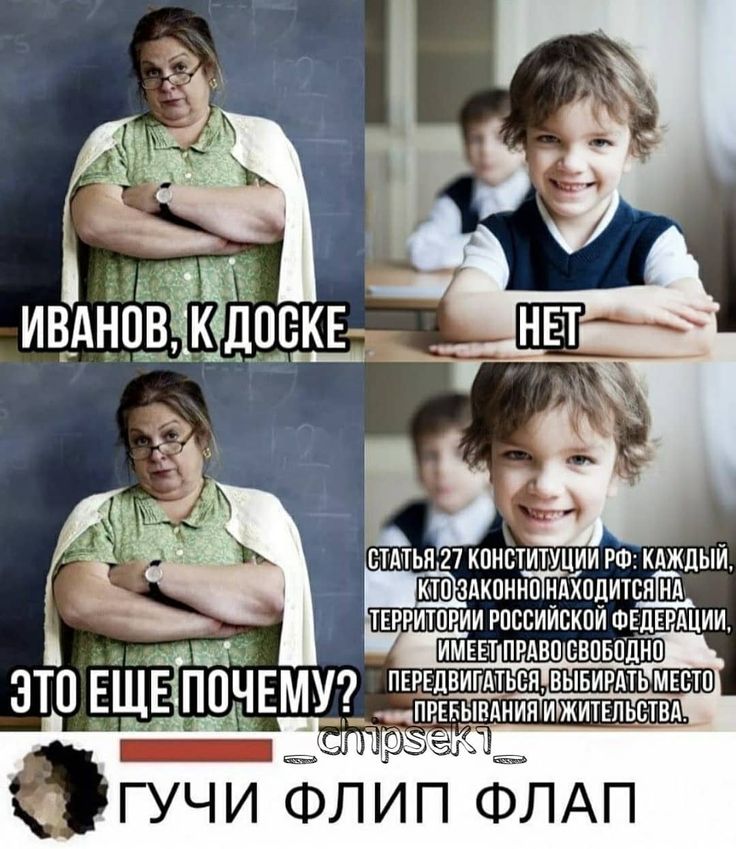 ИВАНОВ, К ДОСКЕ
НЕТ
ЭТО ЕЩЕ ПОЧЕМУ?
СТАТЬЯ 27 КОНСТИТУЦИИ РФ: КАЖДЫЙ,
КТО ЗАКОННО НАХОДИТСЯ НА
ТЕРРИТОРИИ РОССИЙСКОЙ ФЕДЕРАЦИИ,
ИМЕЕТ ПРАВО СВОБОДНО
ПЕРЕДВИГАТЬСЯ, ВЫБИРАТЬ МЕСТО
ПРЕБЫВАНИЯ И ЖИТЕЛЬСТВА.
_chipsek1_
ГУЧИ ФЛИП ФЛАП